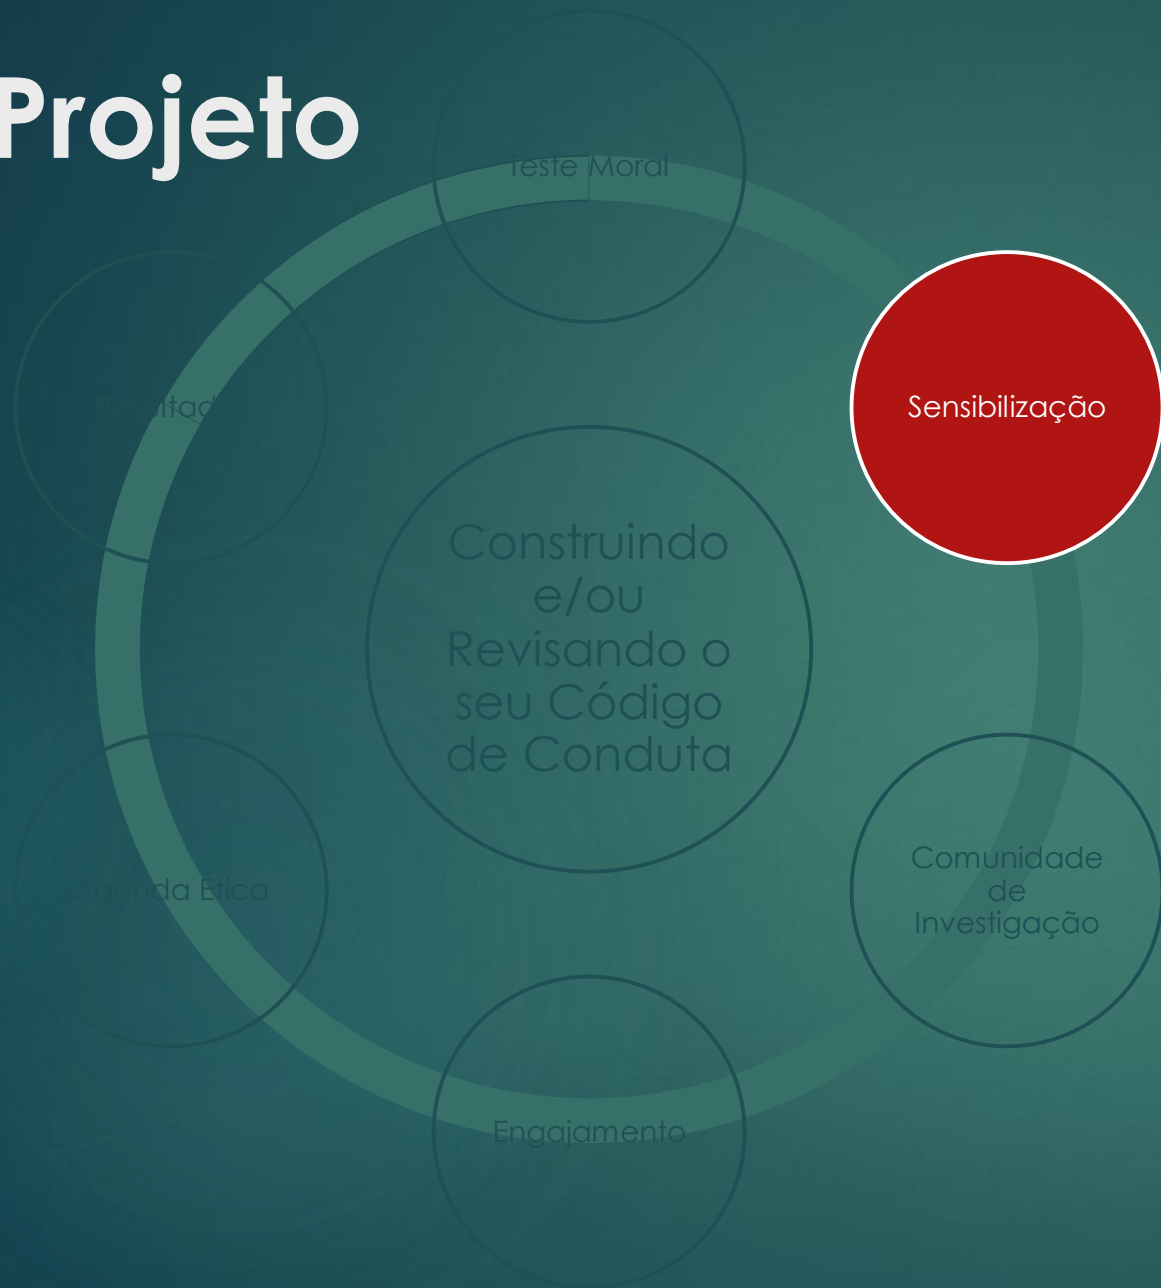 Projeto
Teste Moral
Sensibilização
Comunidade
de
Investigação
Engajamento
Agenda Ética
Construindo
e/ou
Revisando o
seu Código
de Conduta